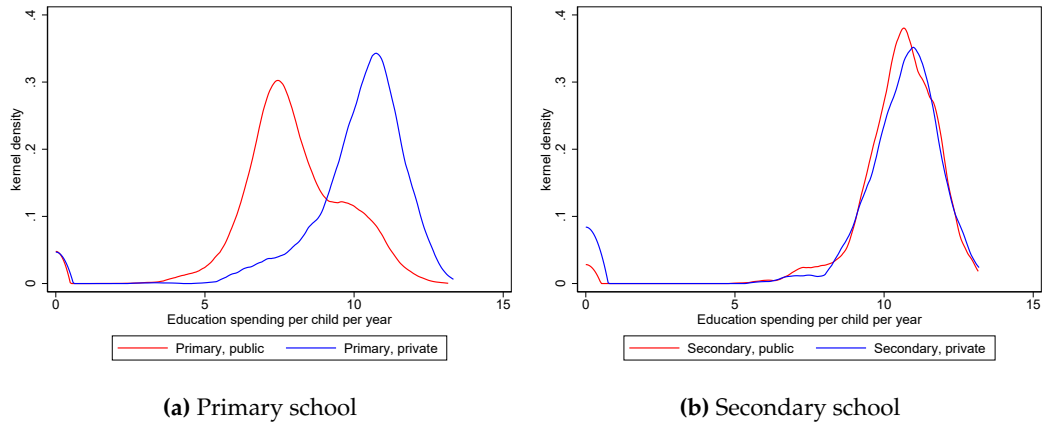 .4
.3
.2
.1
0
kernel density
0 5 10 15
Education spending per child per year
Primary, public Primary, private
(a) Primary school
.4
.3
.2
.1
0
kernel density
0 5 10 15
Education spending per child per year
Secondary, public Secondary, private
(b) Secondary school